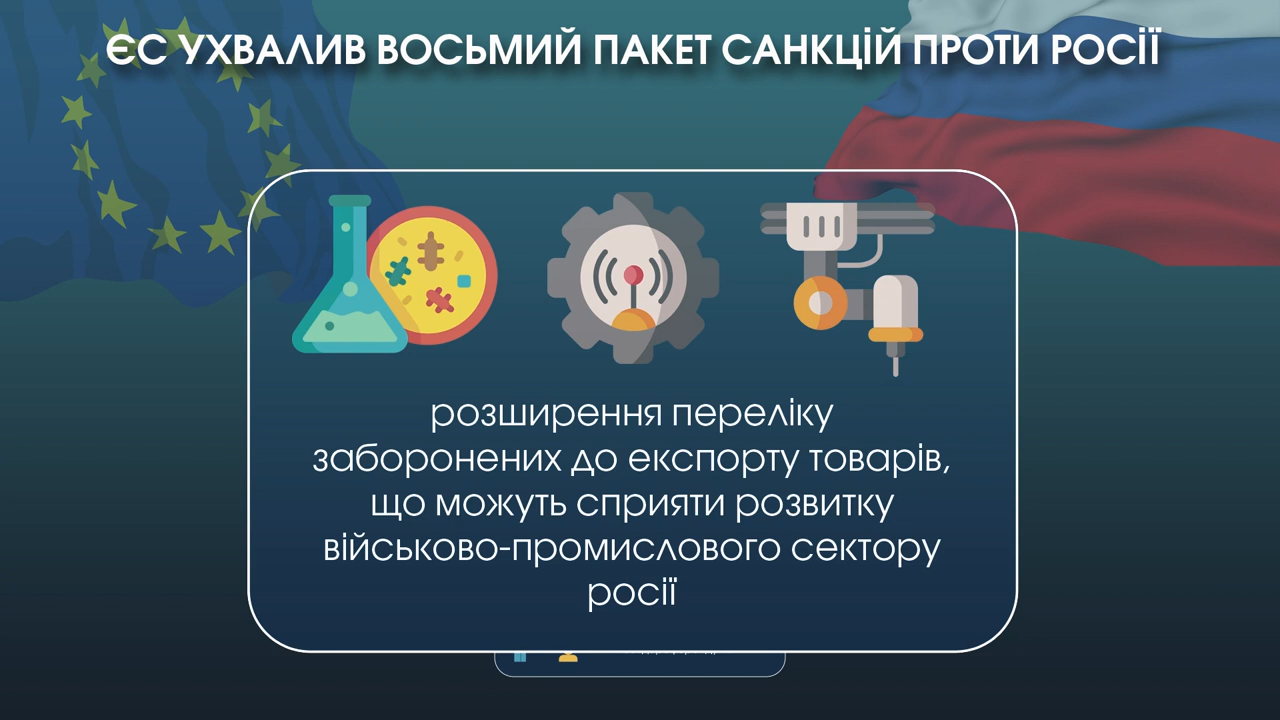 ЄС УХВАЛИВ ВОСЬМИЙ ПАКЕТ САНКЦІЙ ПРОТИ РОСІЇ
розширення переліку
заборонених до експорту товарів,
що можуть сприяти розвитку
військово-промислового сектору
росії